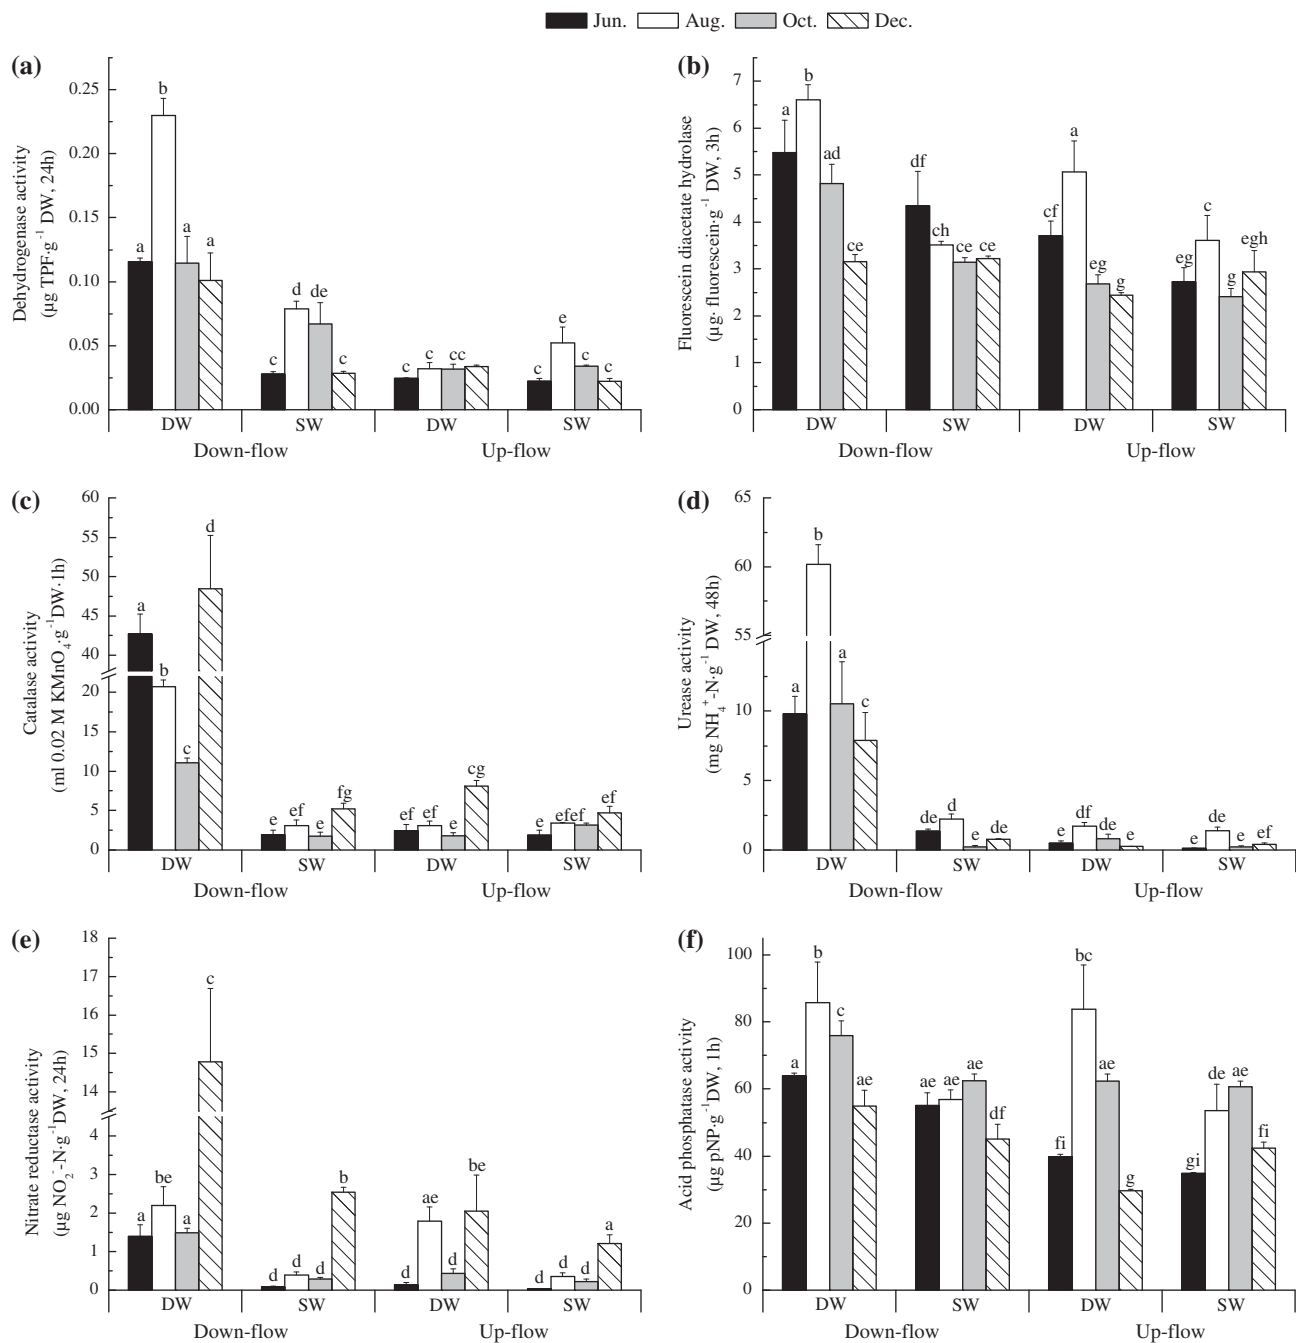 Jun. Aug. Oct. Dec.
(a)
Dehydrogenase activity
(µg TPF·g⁻¹ DW, 24h)
0.25
0.20
0.15
0.10
0.05
0.00
a b a a
c d de c
c c cc
c e c c
DW SW DW SW
Down-flow Up-flow
(b)
Fluorescein diacetate hydrolase
(µg· fluorescein·g⁻¹ DW, 3h)
7
6
5
4
3
2
1
0
a b ad ce
df ch ce ce
cf a eg g
eg c g egh
DW SW DW SW
Down-flow Up-flow
(c)
Catalase activity
(ml 0.02 M KMnO₄·g⁻¹DW·1h)
60
55
50
45
40
20
15
10
5
0
a b c d
e ef e fg
ef ef e cg
e efef ef
DW SW DW SW
Down-flow Up-flow
(d)
Urease activity
(mg NH₄⁺-N·g⁻¹ DW, 48h)
65
60
55
10
5
0
a b a c
de d e de
e df de e
e de e ef
DW SW DW SW
Down-flow Up-flow
(e)
Nitrate reductase activity
(µg NO₂⁻-N·g⁻¹DW, 24h)
18
17
16
15
14
4
3
2
1
0
a be a c
d d d b
d ae d be
d d d a
DW SW DW SW
Down-flow Up-flow
(f)
Acid phosphatase activity
(µg pNP·g⁻¹DW, 1h)
100
80
60
40
20
0
a b c ae
ae ae ae df
fi bc ae g
gi de ae fi
DW SW DW SW
Down-flow Up-flow